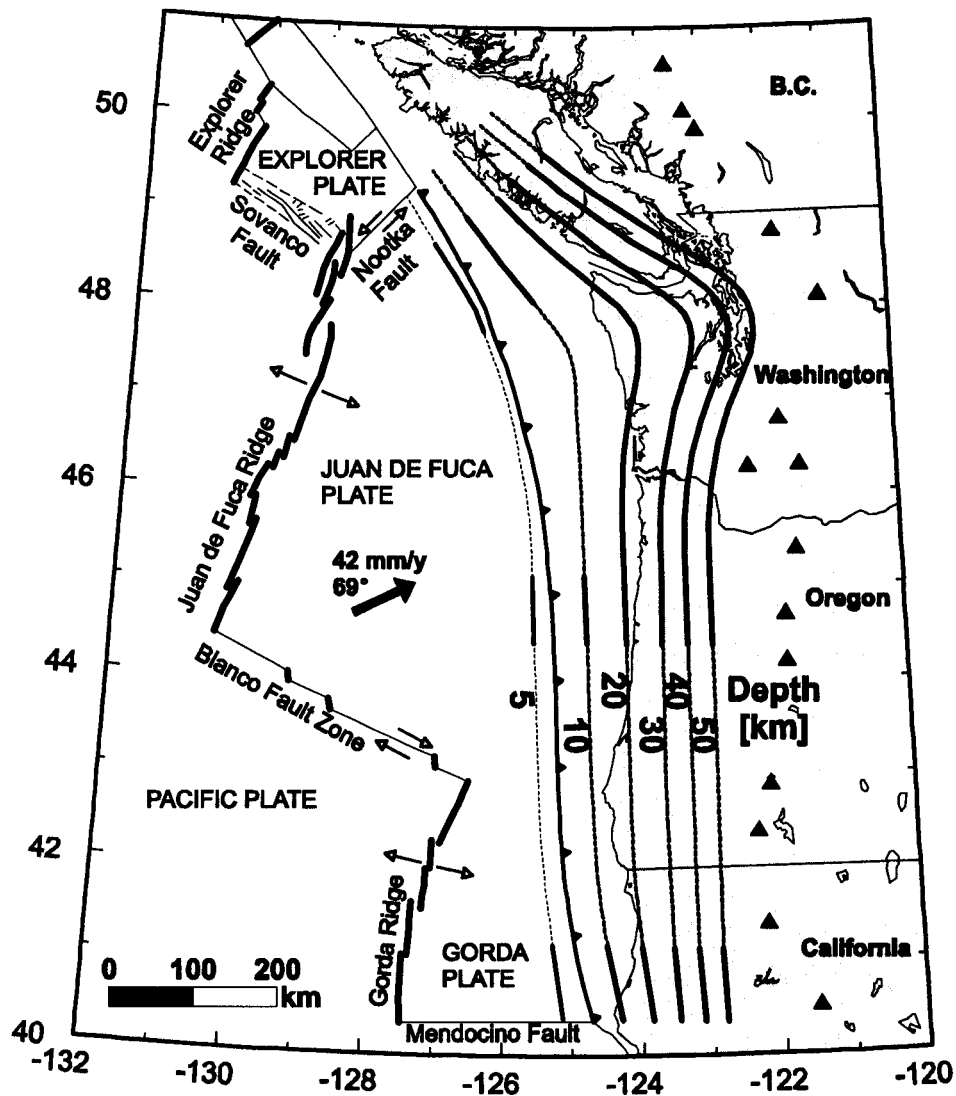 50
48
46
44
42
40
-132
-130
-128
-126
-124
-122
-120
B.C.
Explorer
Ridge
EXPLORER
PLATE
Sovanco
Fault
Nootka
Fault
Washington
JUAN DE FUCA
PLATE
Juan de Fuca Ridge
42 mm/y
69°
Oregon
Blanco Fault Zone
5
10
20
30
40
50
Depth
[km]
PACIFIC PLATE
Gorda Ridge
GORDA
PLATE
California
0
100
200
km
Mendocino Fault